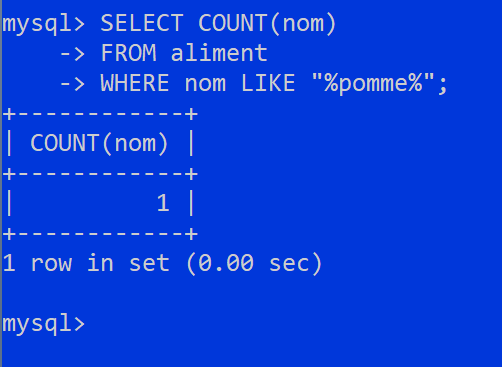 mysql> SELECT COUNT(nom)
    -> FROM aliment
    -> WHERE nom LIKE "%pomme%";
+------------+
| COUNT(nom) |
+------------+
|          1 |
+------------+
1 row in set (0.00 sec)

mysql>